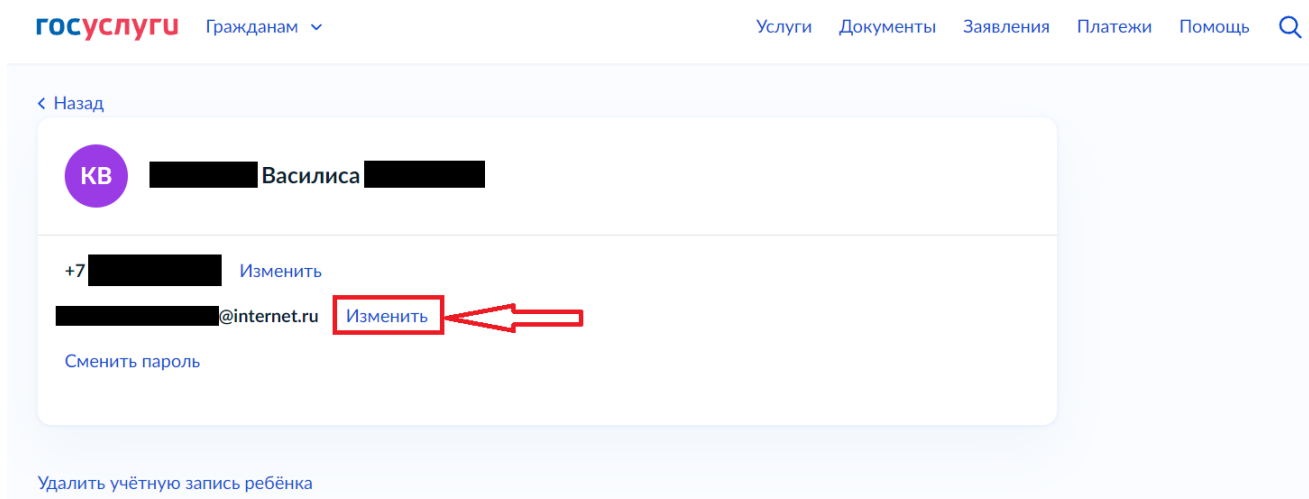 госуслуги Гражданам Услуги Документы Заявления Платежи Помощь
Назад
КВ Василиса
+7 Изменить
@internet.ru Изменить
Сменить пароль
Удалить учётную запись ребёнка